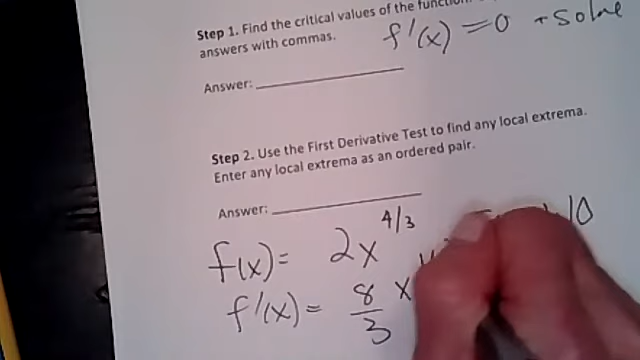 Step 1. Find the critical values of the function.
f'(x) = 0 + solve
answers with commas.
Answer:
Step 2. Use the First Derivative Test to find any local extrema.
Enter any local extrema as an ordered pair.
Answer:
f(x) = 2x^4/3 10
f'(x) = 8/3 x